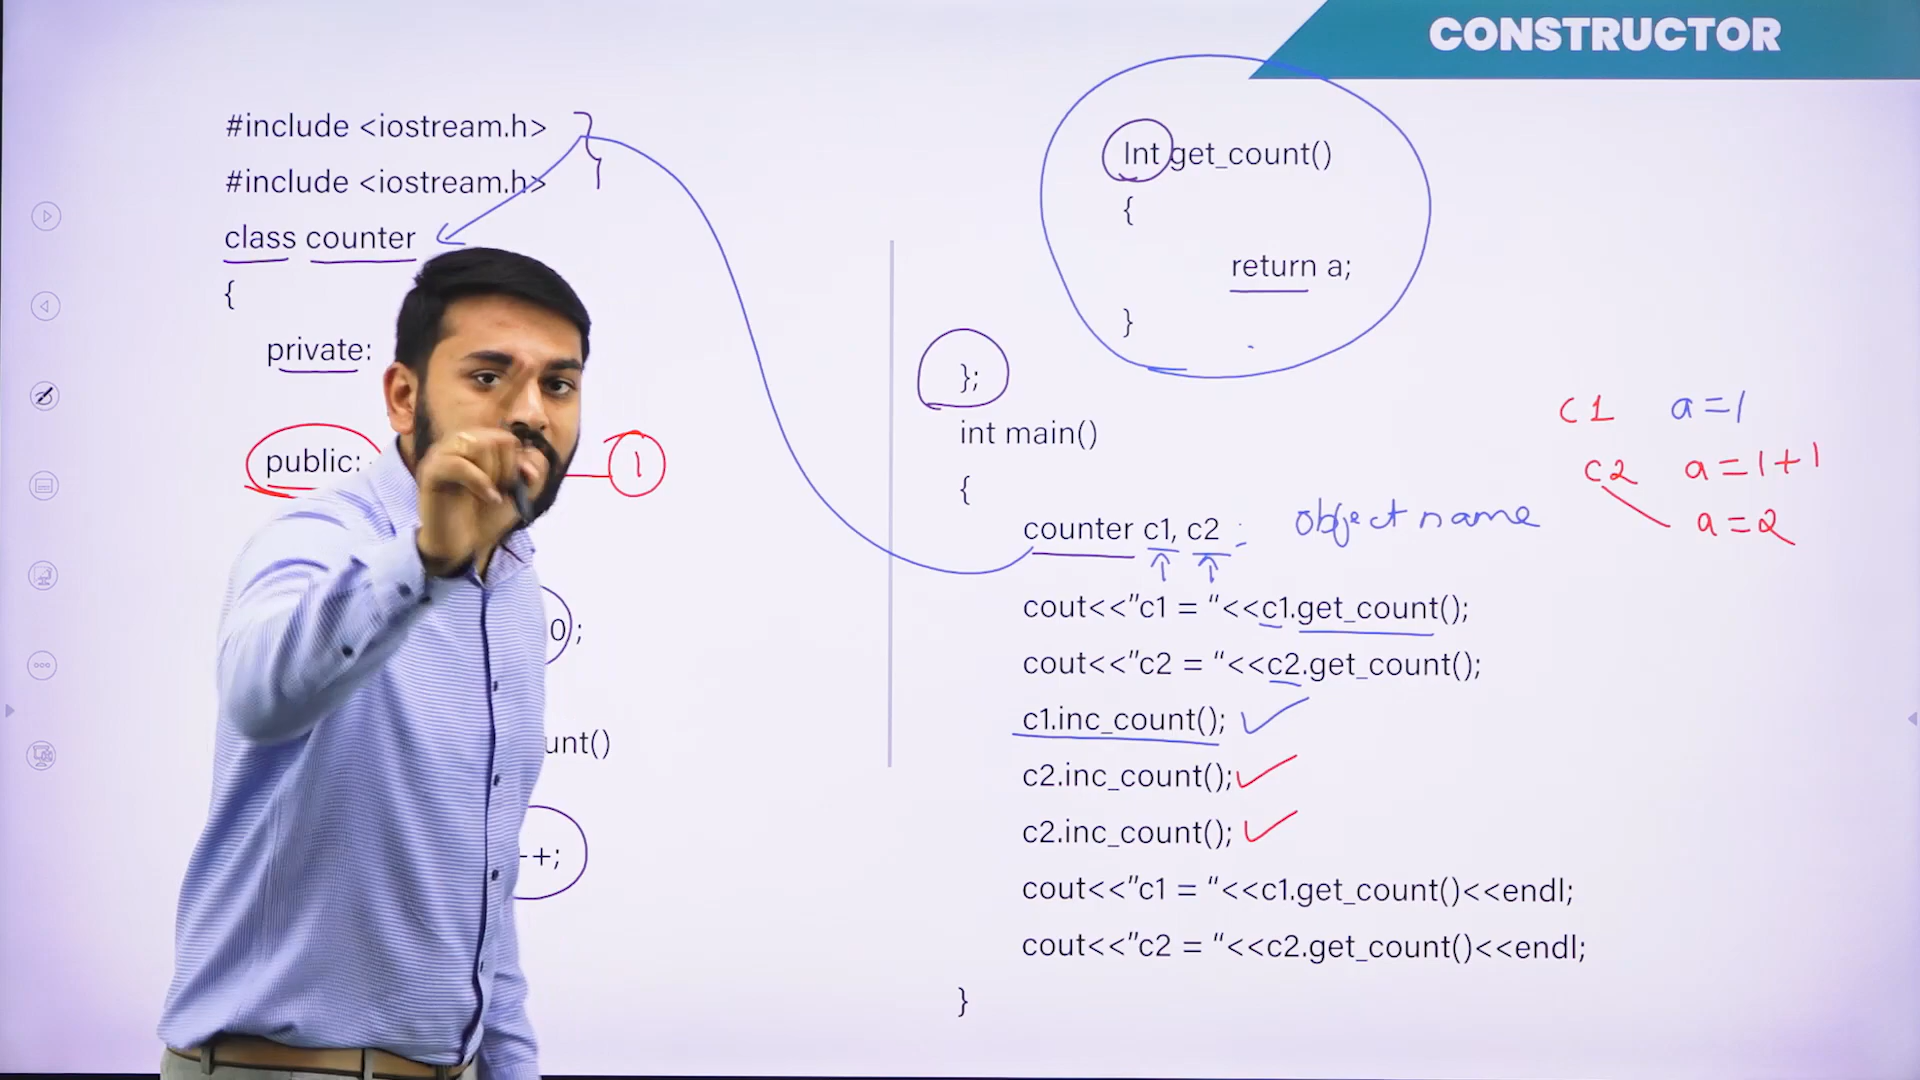 CONSTRUCTOR
#include <iostream.h>
#include <iostream.h>
class counter
{
private:
public:
1
0);
unt()
+;
Int get_count()
{
return a;
}
};
int main()
{
counter c1, c2 ;
object name
cout<<"c1 = "<<c1.get_count();
cout<<"c2 = "<<c2.get_count();
c1.inc_count();
c2.inc_count();
c2.inc_count();
cout<<"c1 = "<<c1.get_count()<<endl;
cout<<"c2 = "<<c2.get_count()<<endl;
}
c1 a=1
c2 a=1+1
a=2